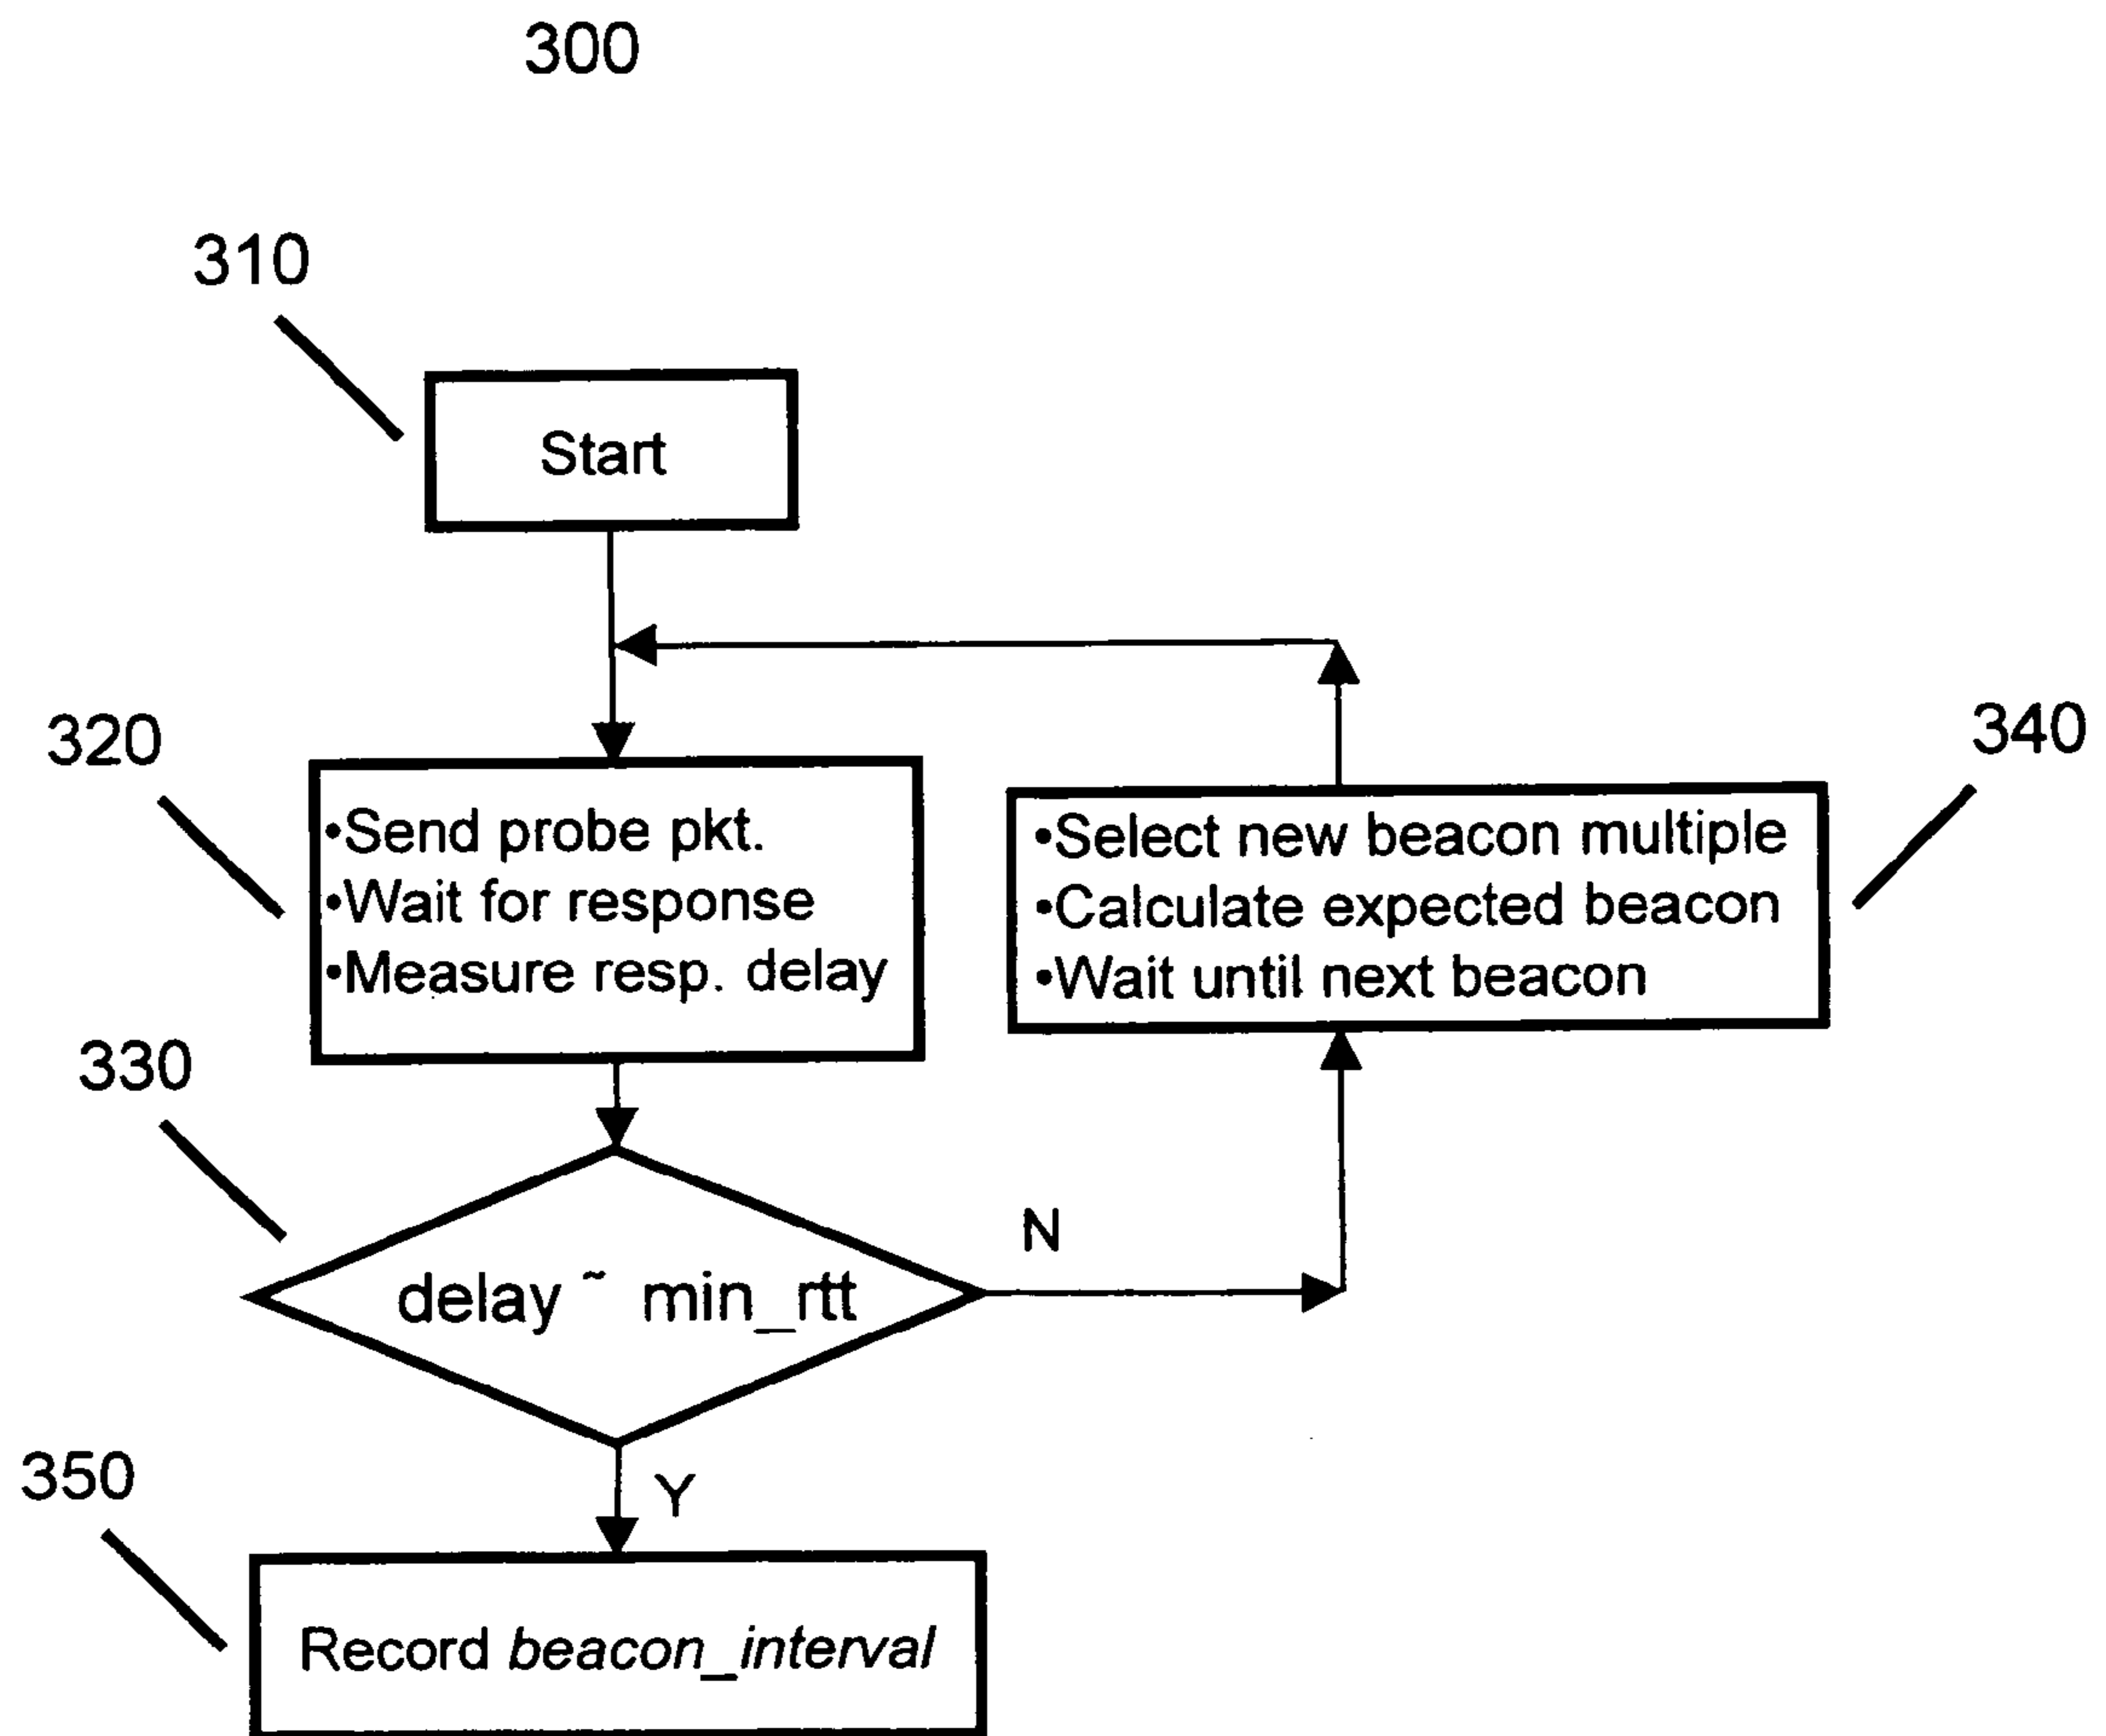 300
310
Start
320
•Send probe pkt.
•Wait for response
•Measure resp. delay
340
•Select new beacon multiple
•Calculate expected beacon
•Wait until next beacon
330
delay ~ min_rtt
N
Y
350
Record beacon_interval